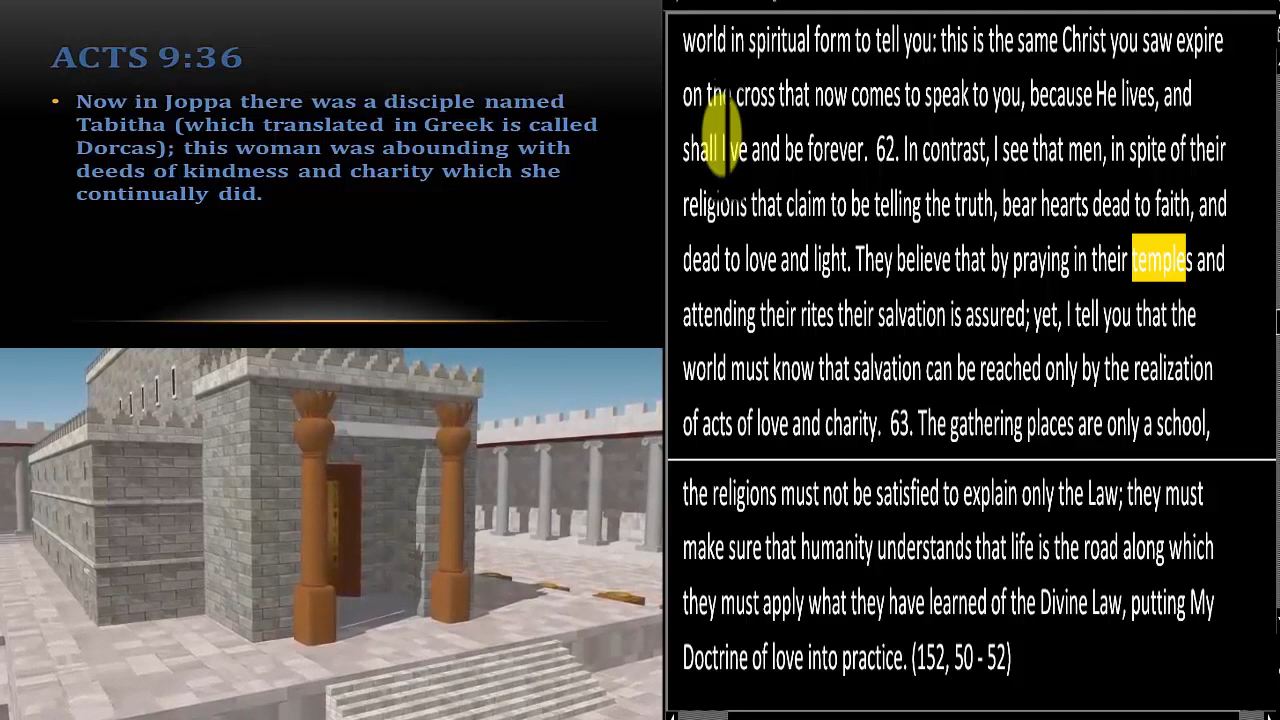 ACTS 9:36
• Now in Joppa there was a disciple named
Tabitha (which translated in Greek is called
Dorcas); this woman was abounding with
deeds of kindness and charity which she
continually did.
world in spiritual form to tell you: this is the same Christ you saw expire
on the cross that now comes to speak to you, because He lives, and
shall live and be forever. 62. In contrast, I see that men, in spite of their
religions that claim to be telling the truth, bear hearts dead to faith, and
dead to love and light. They believe that by praying in their temples and
attending their rites their salvation is assured; yet, I tell you that the
world must know that salvation can be reached only by the realization
of acts of love and charity. 63. The gathering places are only a school,
the religions must not be satisfied to explain only the Law; they must
make sure that humanity understands that life is the road along which
they must apply what they have learned of the Divine Law, putting My
Doctrine of love into practice. (152, 50 - 52)